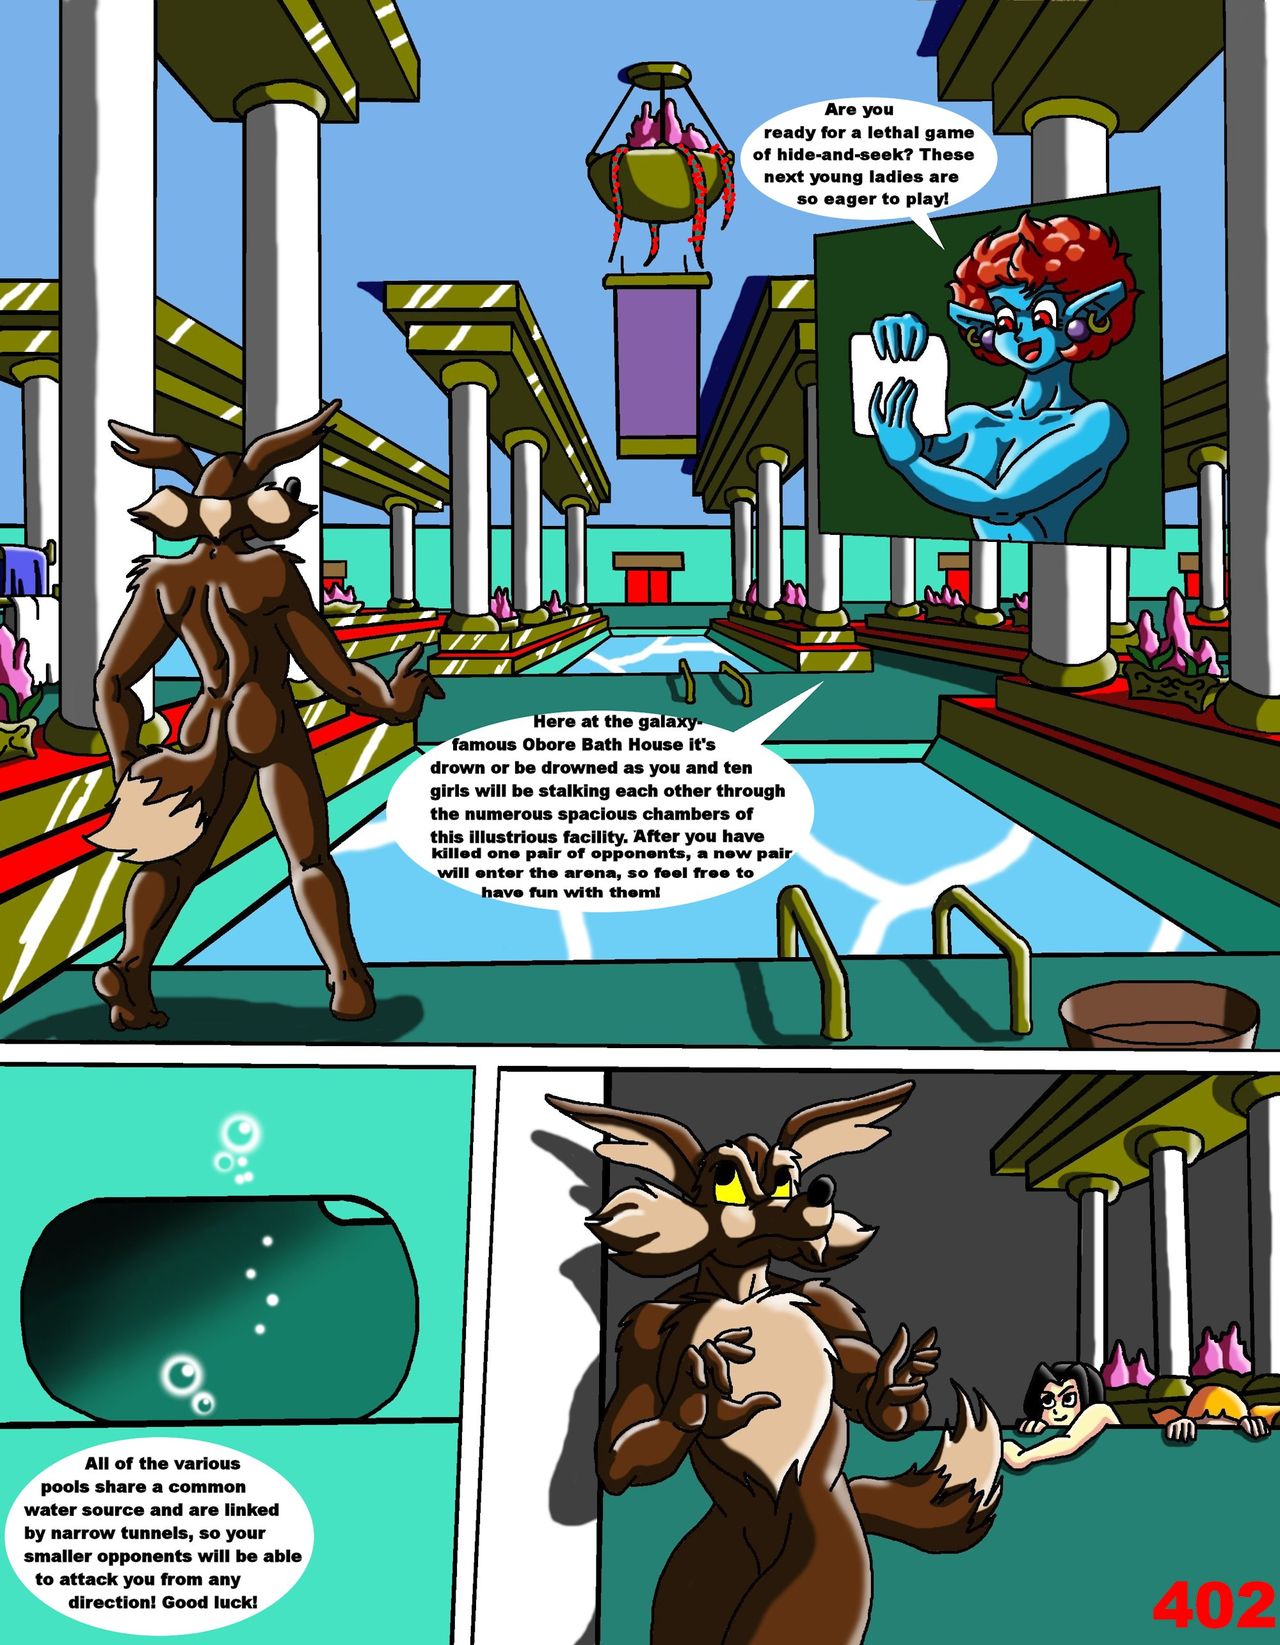 Are you
ready for a lethal game
of hide-and-seek? These
next young ladies are
so eager to play!
Here at the galaxy-
famous Obore Bath House it's
drown or be drowned as you and ten
girls will be stalking each other through
the numerous spacious chambers of
this illustrious facility. After you have
killed one pair of opponents, a new pair
will enter the arena, so feel free to
have fun with them!
All of the various
pools share a common
water source and are linked
by narrow tunnels, so your
smaller opponents will be able
to attack you from any
direction! Good luck!
402